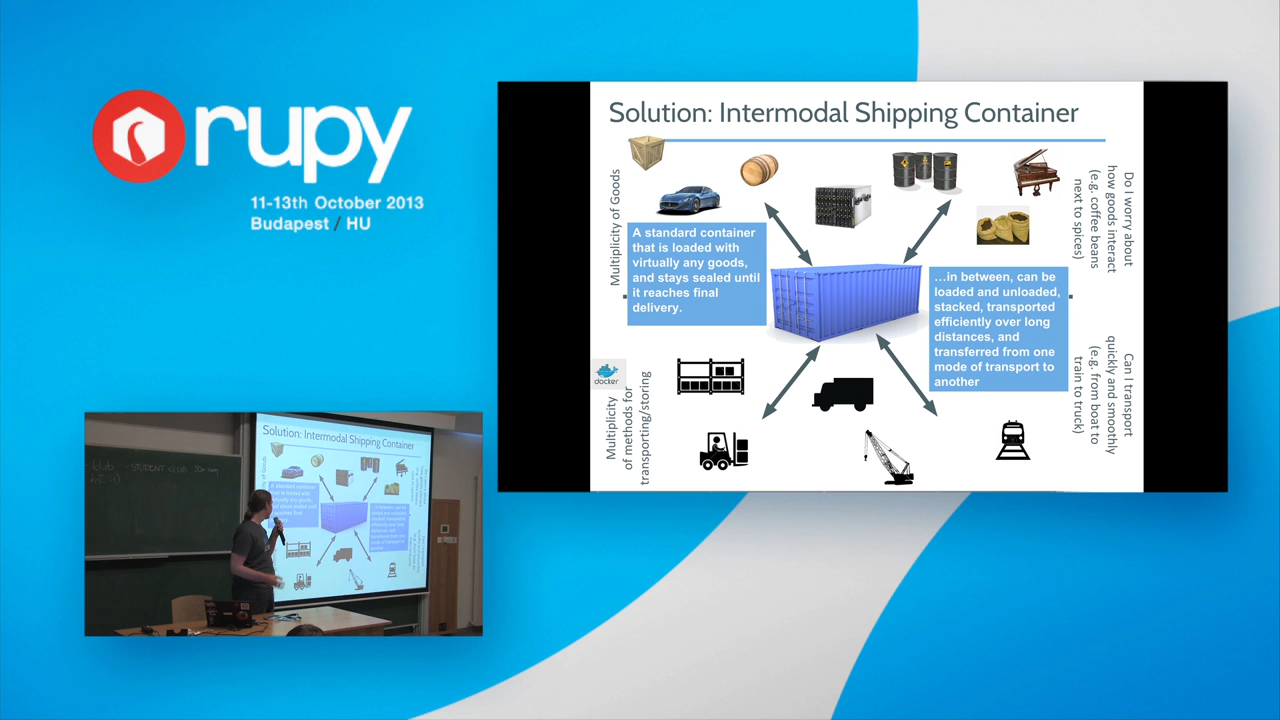 rupy
11-13th October 2013
Budapest / HU
Solution: Intermodal Shipping Container
Multiplicity of Goods
A standard container
that is loaded with
virtually any goods,
and stays sealed until
it reaches final
delivery.
…in between, can be
loaded and unloaded,
stacked, transported
efficiently over long
distances, and
transferred from one
mode of transport to
another
Do I worry about
how goods interact
(e.g. coffee beans
next to spices)
docker
Multiplicity
of methods for
transporting/storing
Can I transport
quickly and smoothly
(e.g. from boat to
train to truck)
klub - STUDENT CLUB
Solution: Intermodal Shipping Container